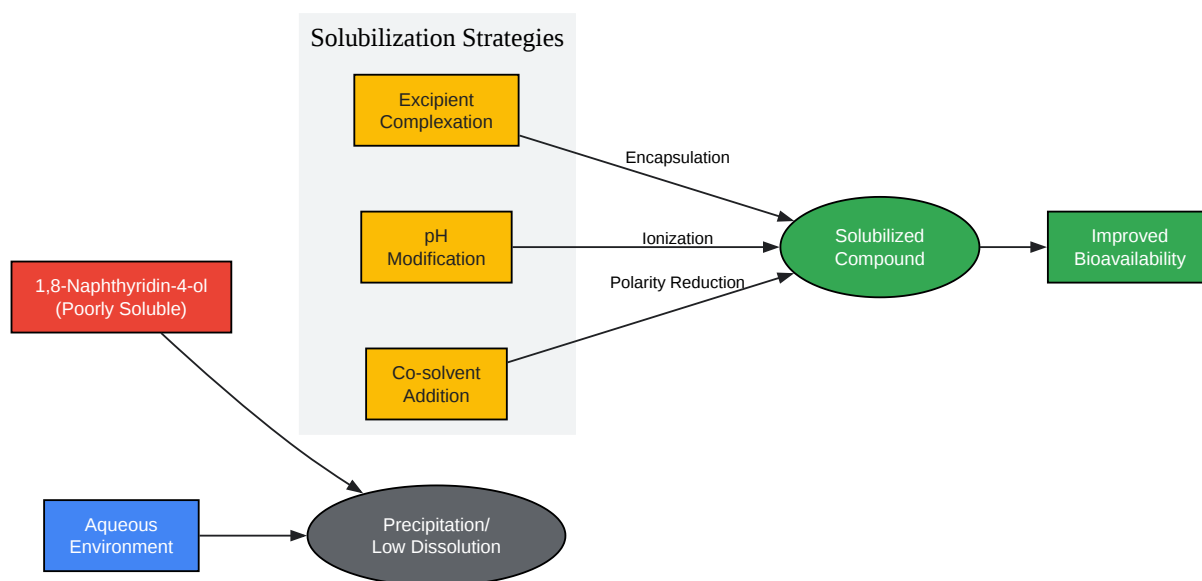 Solubilization Strategies
Excipient
Complexation
Encapsulation
pH
Modification
Ionization
Solubilized
Compound
Improved
Bioavailability
1,8-Naphthyridin-4-ol
(Poorly Soluble)
Polarity Reduction
Co-solvent
Addition
Aqueous
Environment
Precipitation/
Low Dissolution